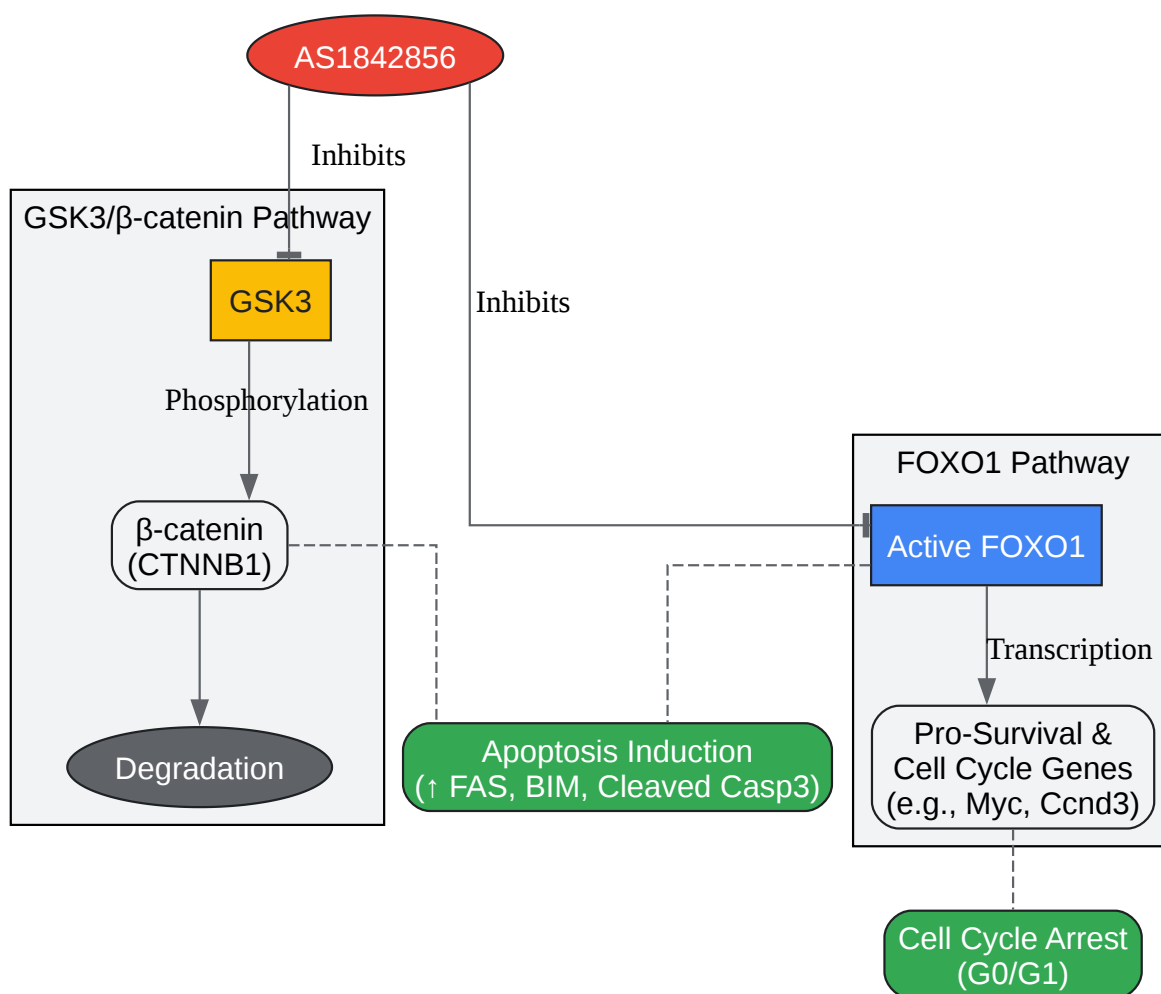 AS1842856
Inhibits
GSK3/β-catenin Pathway
GSK3
Inhibits
Phosphorylation
FOXO1 Pathway
β-catenin
(CTNNB1)
Active FOXO1
Transcription
Degradation
Apoptosis Induction
(↑ FAS, BIM, Cleaved Casp3)
Pro-Survival &
Cell Cycle Genes
(e.g., Myc, Ccnd3)
Cell Cycle Arrest
(G0/G1)